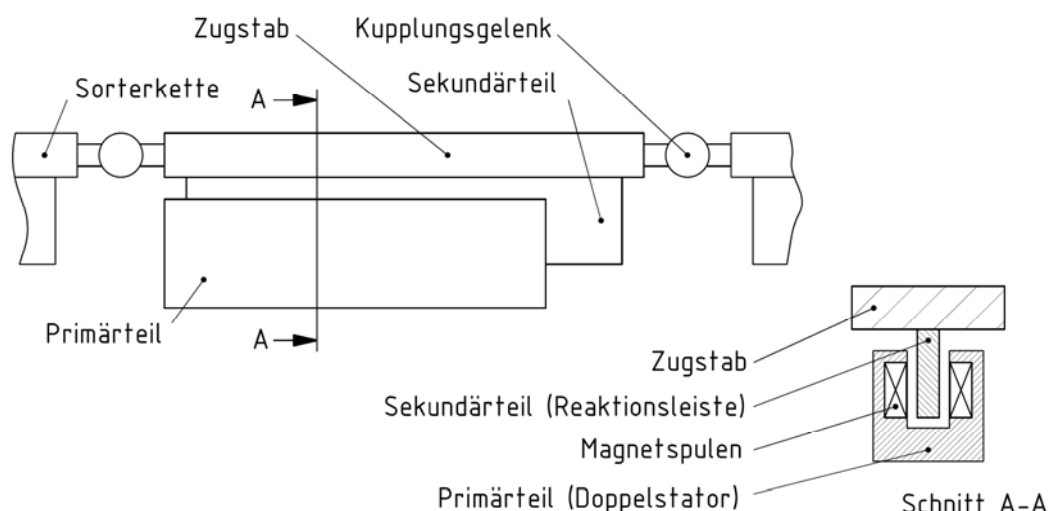 Zugstab
Kupplungsgelenk
Sorterkette
A
Sekundärteil
Primärteil
A
Zugstab
Sekundärteil (Reaktionsleiste)
Magnetspulen
Primärteil (Doppelstator)
Schnitt A-A